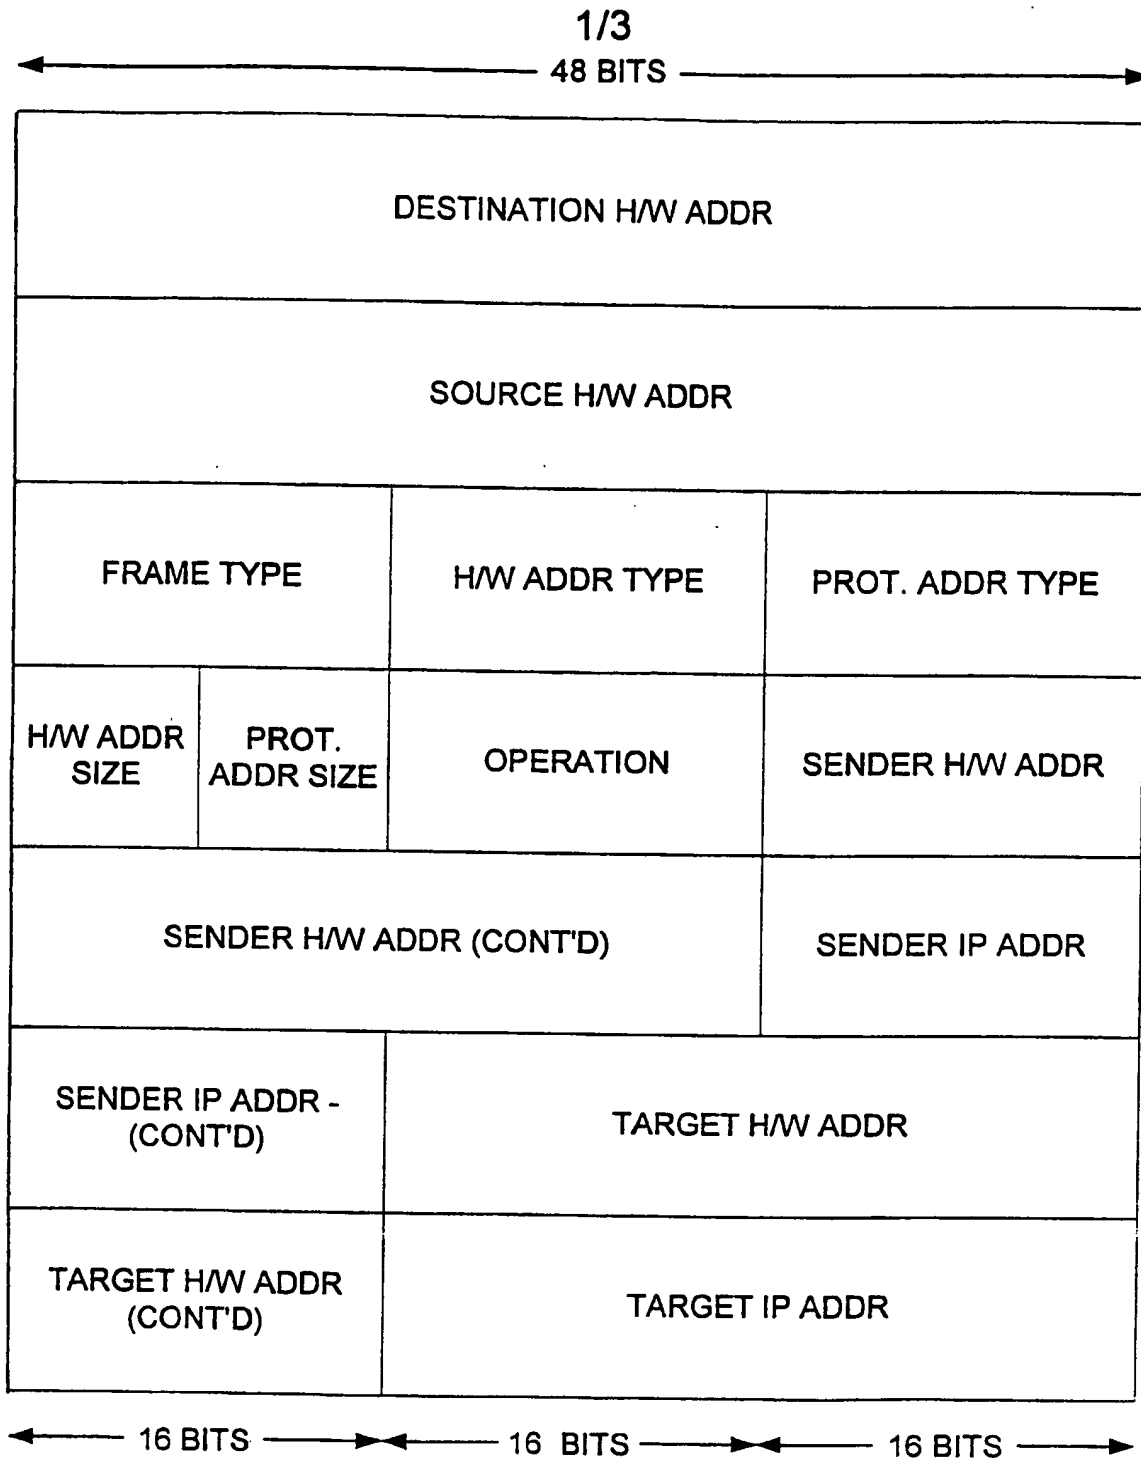 1/3
48 BITS
DESTINATION H/W ADDR
SOURCE H/W ADDR
FRAME TYPE
H/W ADDR TYPE
PROT. ADDR TYPE
H/W ADDR
SIZE
PROT.
ADDR SIZE
OPERATION
SENDER H/W ADDR
SENDER H/W ADDR (CONT'D)
SENDER IP ADDR
SENDER IP ADDR -
(CONT'D)
TARGET H/W ADDR
TARGET H/W ADDR
(CONT'D)
TARGET IP ADDR
16 BITS
16 BITS
16 BITS